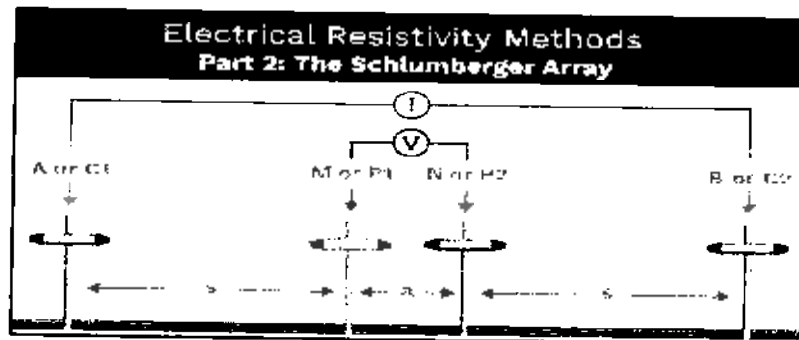 Electrical Resistivity Methods
Part 2: The Schlumberger Array
I
V
A or C1 M or P1 N or P2 B or C2
a